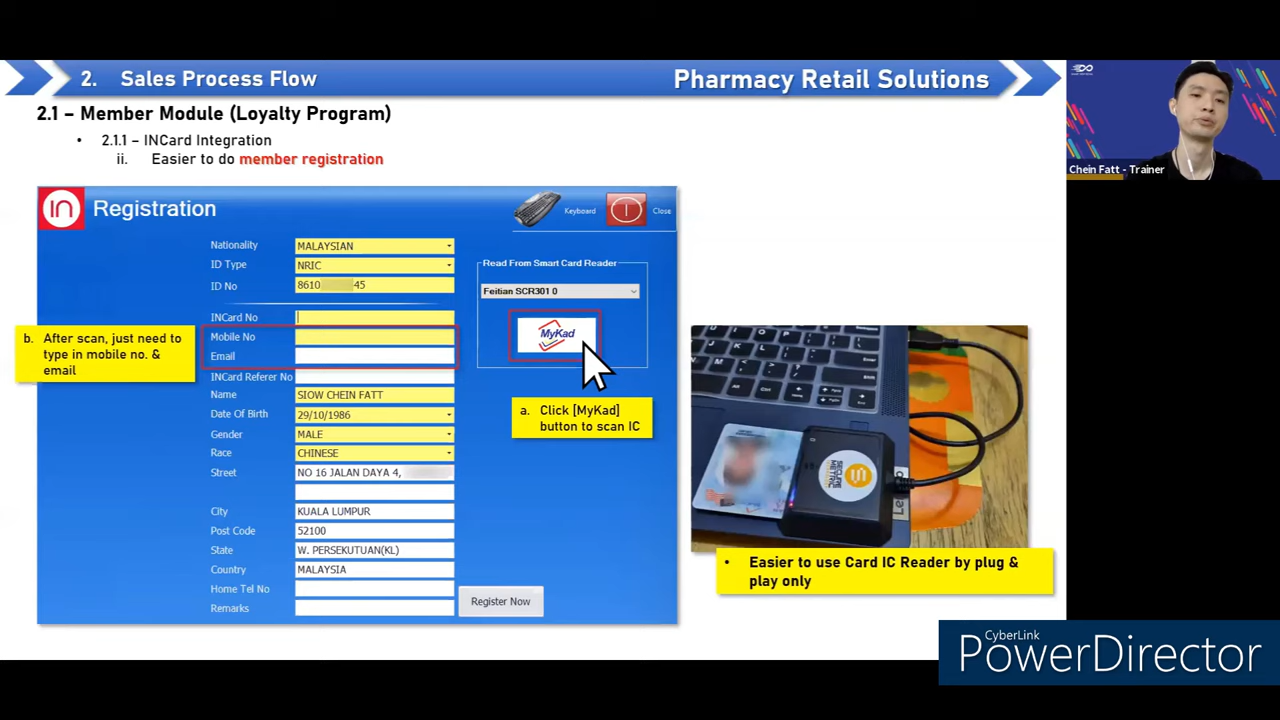 2. Sales Process Flow
Pharmacy Retail Solutions
2.1 – Member Module (Loyalty Program)
• 2.1.1 – INCard Integration
ii. Easier to do member registration
Chein Fatt - Trainer
in Registration
Keyboard
Close
Nationality MALAYSIAN
ID Type NRIC
ID No 8610 45
INCard No
Mobile No
Email
INCard Referer No
Name SIOW CHEIN FATT
Date Of Birth 29/10/1986
Gender MALE
Race CHINESE
Street NO 16 JALAN DAYA 4,
City KUALA LUMPUR
Post Code 52100
State W. PERSEKUTUAN(KL)
Country MALAYSIA
Home Tel No
Remarks
Register Now
Read From Smart Card Reader
Feitian SCR301 0
MyKad
a. Click [MyKad]
button to scan IC
b. After scan, just need to
type in mobile no. &
email
SECURE
METRIC
• Easier to use Card IC Reader by plug &
play only
CyberLink
PowerDirector